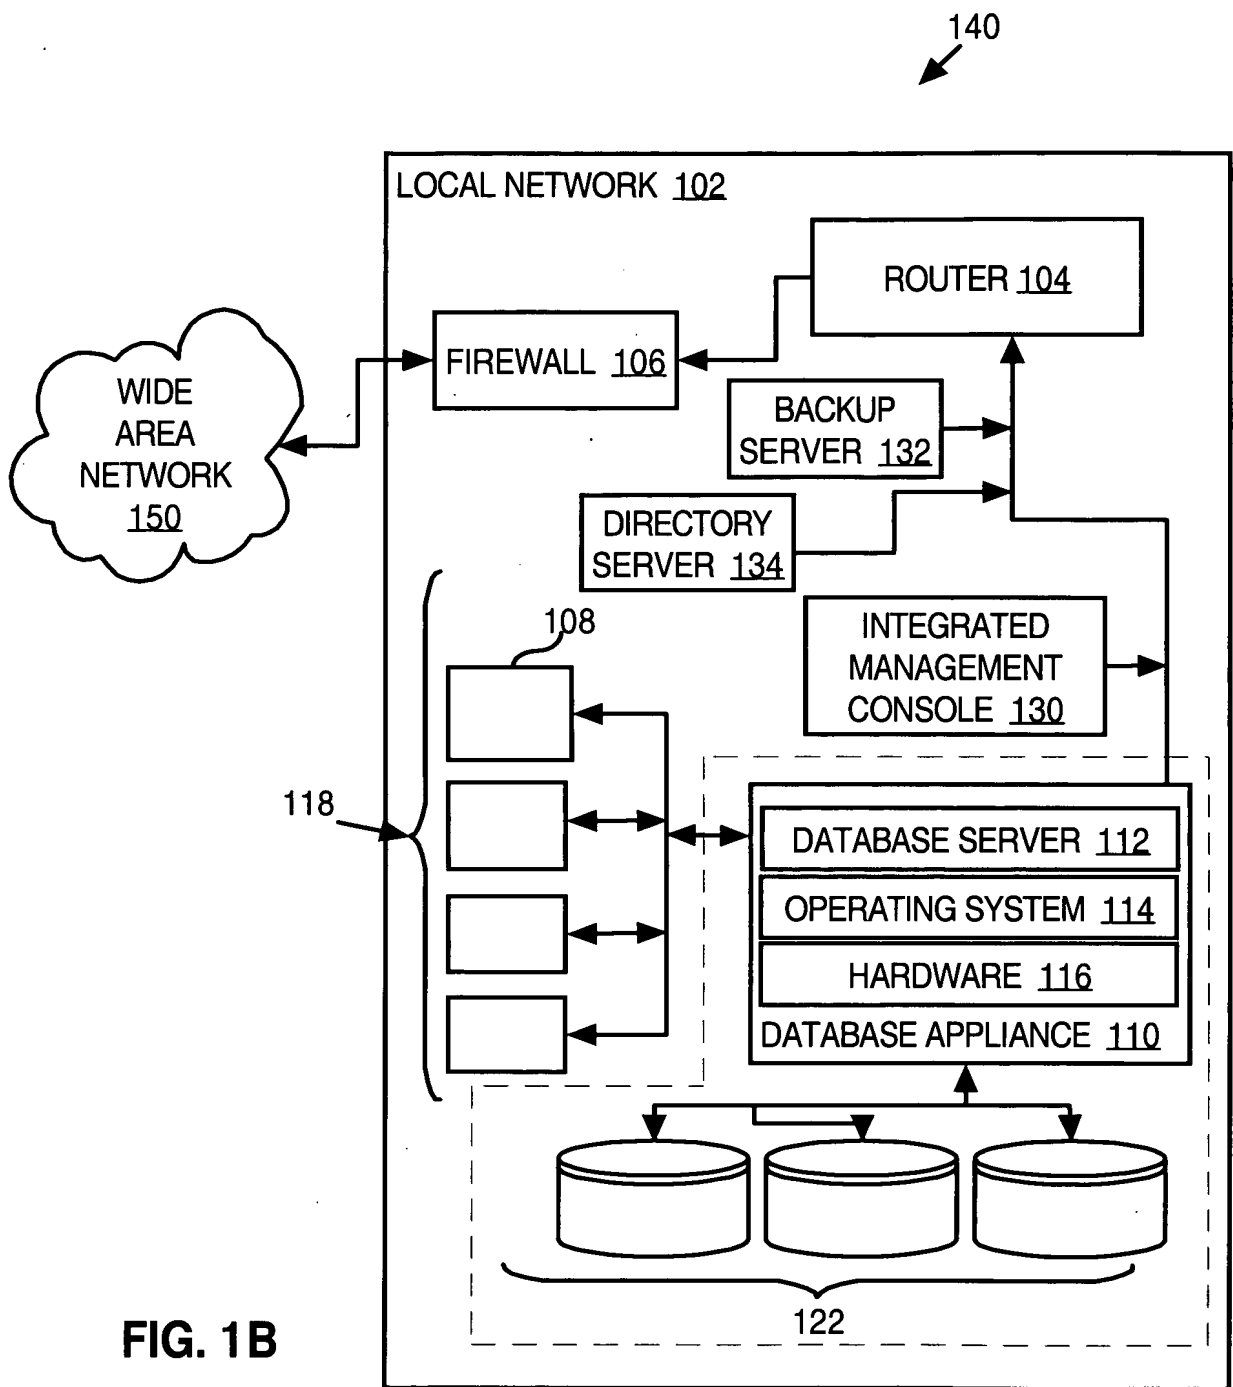 140
LOCAL NETWORK 102
ROUTER 104
FIREWALL 106
WIDE
AREA
NETWORK
150
BACKUP
SERVER 132
DIRECTORY
SERVER 134
INTEGRATED
MANAGEMENT
CONSOLE 130
108
118
DATABASE SERVER 112
OPERATING SYSTEM 114
HARDWARE 116
DATABASE APPLIANCE 110
122
FIG. 1B